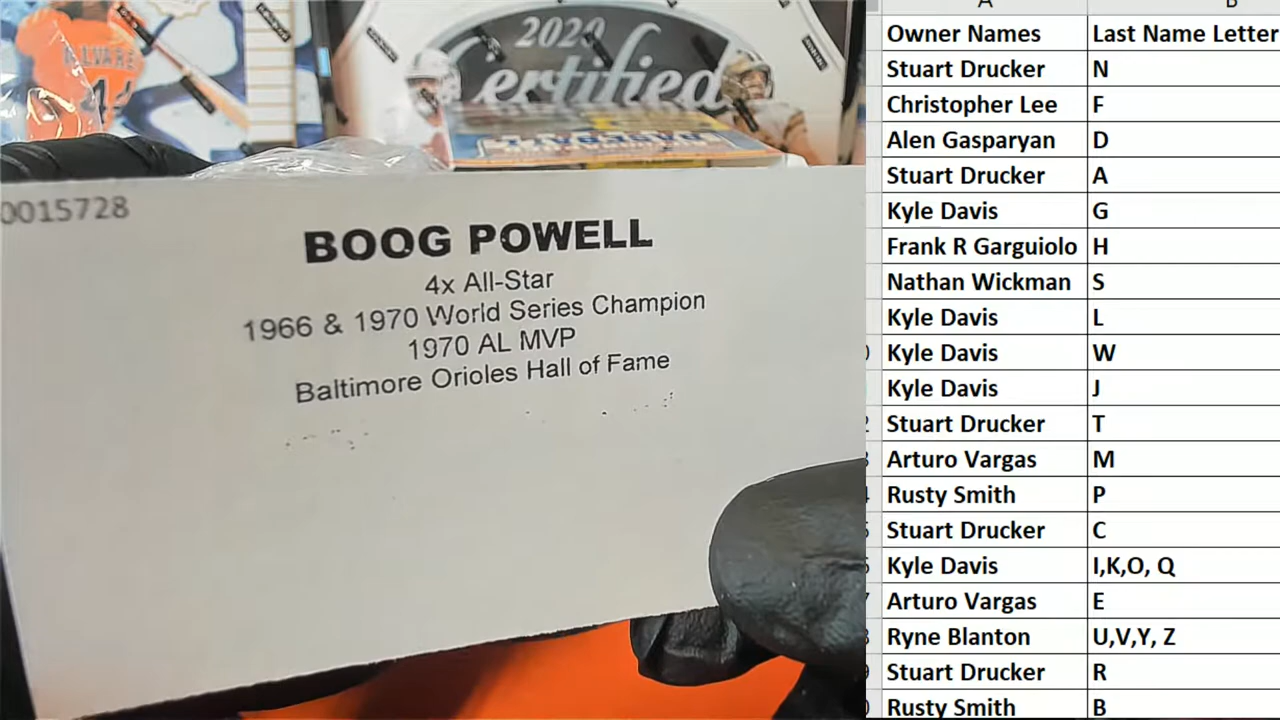 ALVAREZ
44
2020
Certified
0015728
BOOG POWELL
4x All-Star
1966 & 1970 World Series Champion
1970 AL MVP
Baltimore Orioles Hall of Fame
A B
Owner Names Last Name Letter
Stuart Drucker N
Christopher Lee F
Alen Gasparyan D
Stuart Drucker A
Kyle Davis G
Frank R Garguiolo H
Nathan Wickman S
Kyle Davis L
Kyle Davis W
Kyle Davis J
Stuart Drucker T
Arturo Vargas M
Rusty Smith P
Stuart Drucker C
Kyle Davis I,K,O, Q
Arturo Vargas E
Ryne Blanton U,V,Y, Z
Stuart Drucker R
Rusty Smith B